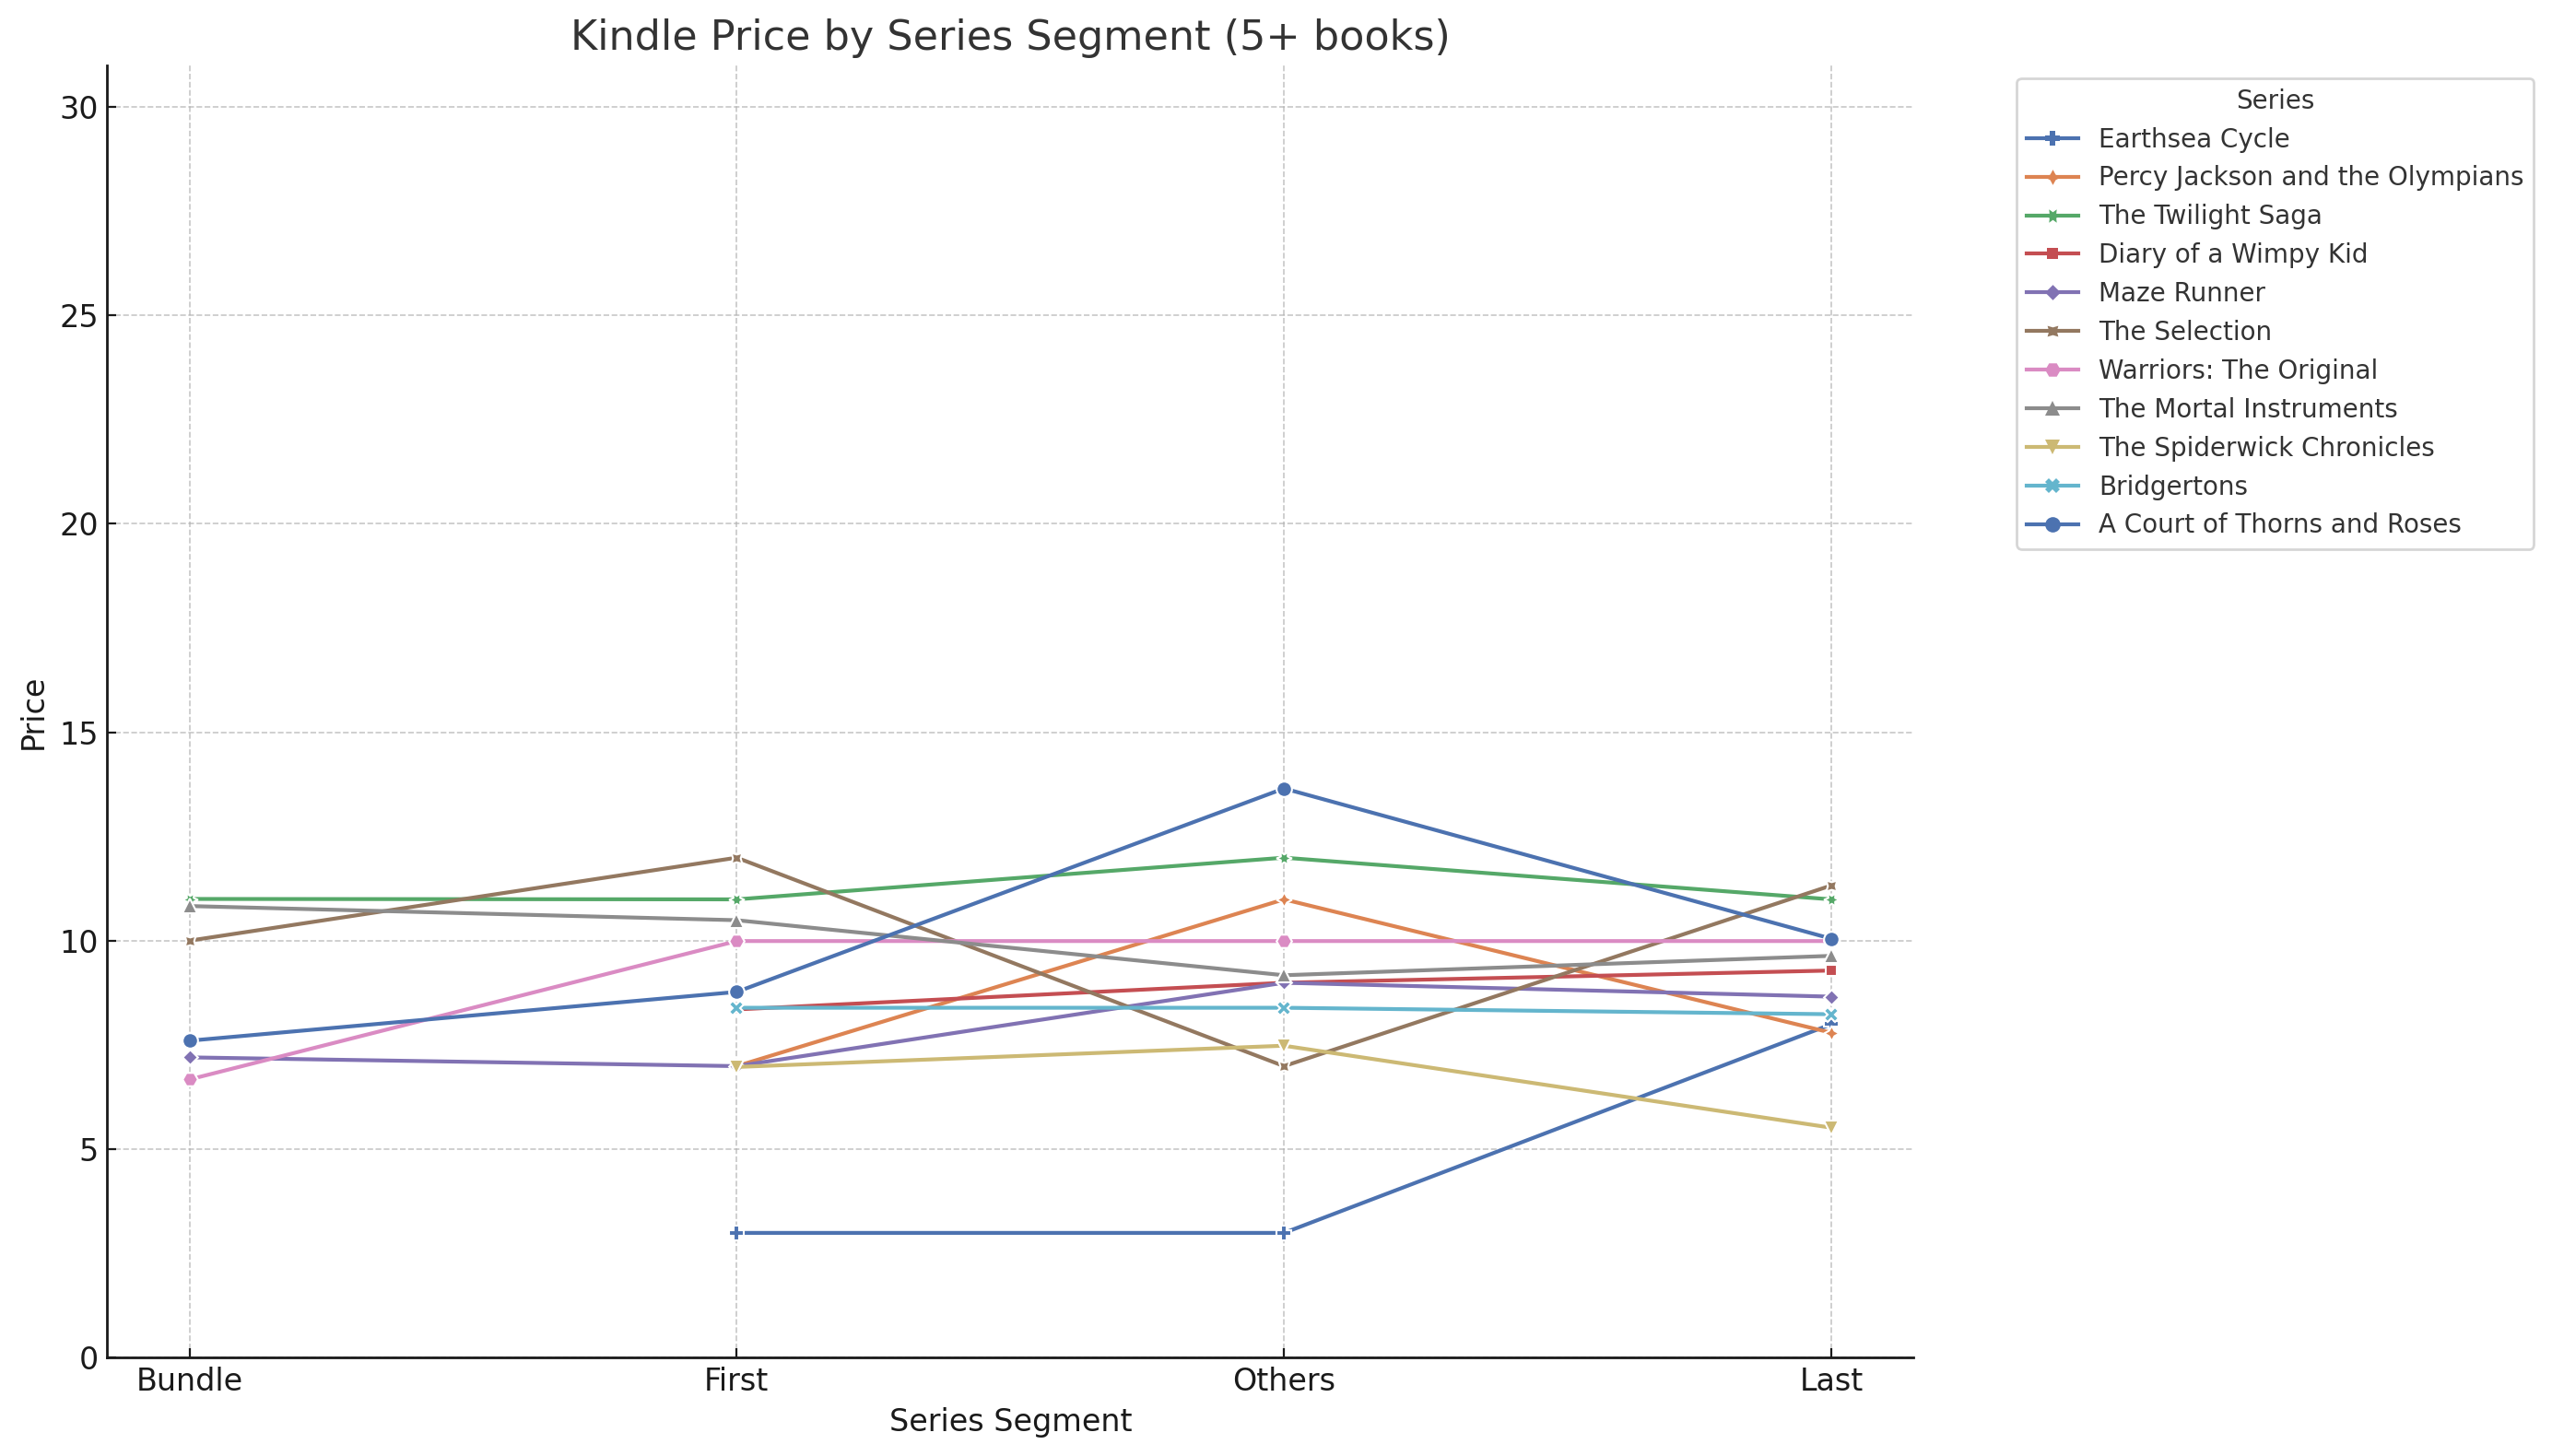 Kindle Price by Series Segment (5+ books)
30
25
20
15
10
5
0
Price
Bundle
First
Others
Last
Series Segment
Series
Earthsea Cycle
Percy Jackson and the Olympians
The Twilight Saga
Diary of a Wimpy Kid
Maze Runner
The Selection
Warriors: The Original
The Mortal Instruments
The Spiderwick Chronicles
Bridgertons
A Court of Thorns and Roses